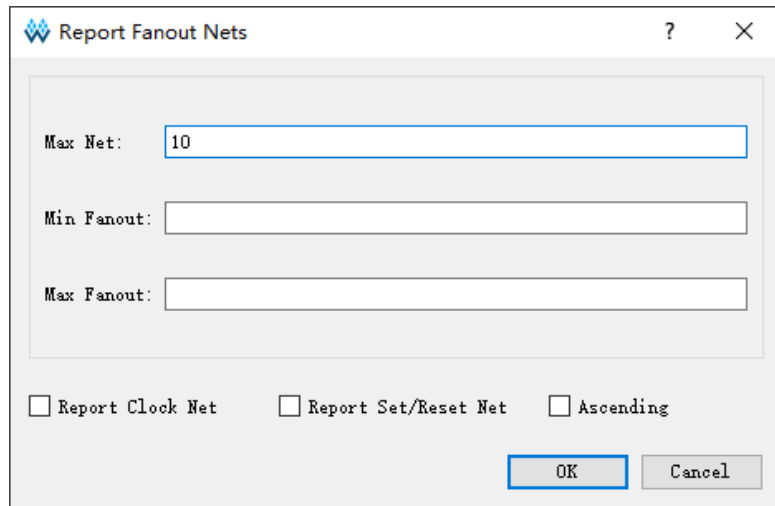 Report Fanout Nets ?
Max Net: 10
Min Fanout:
Max Fanout:
Report Clock Net Report Set/Reset Net Ascending
OK Cancel